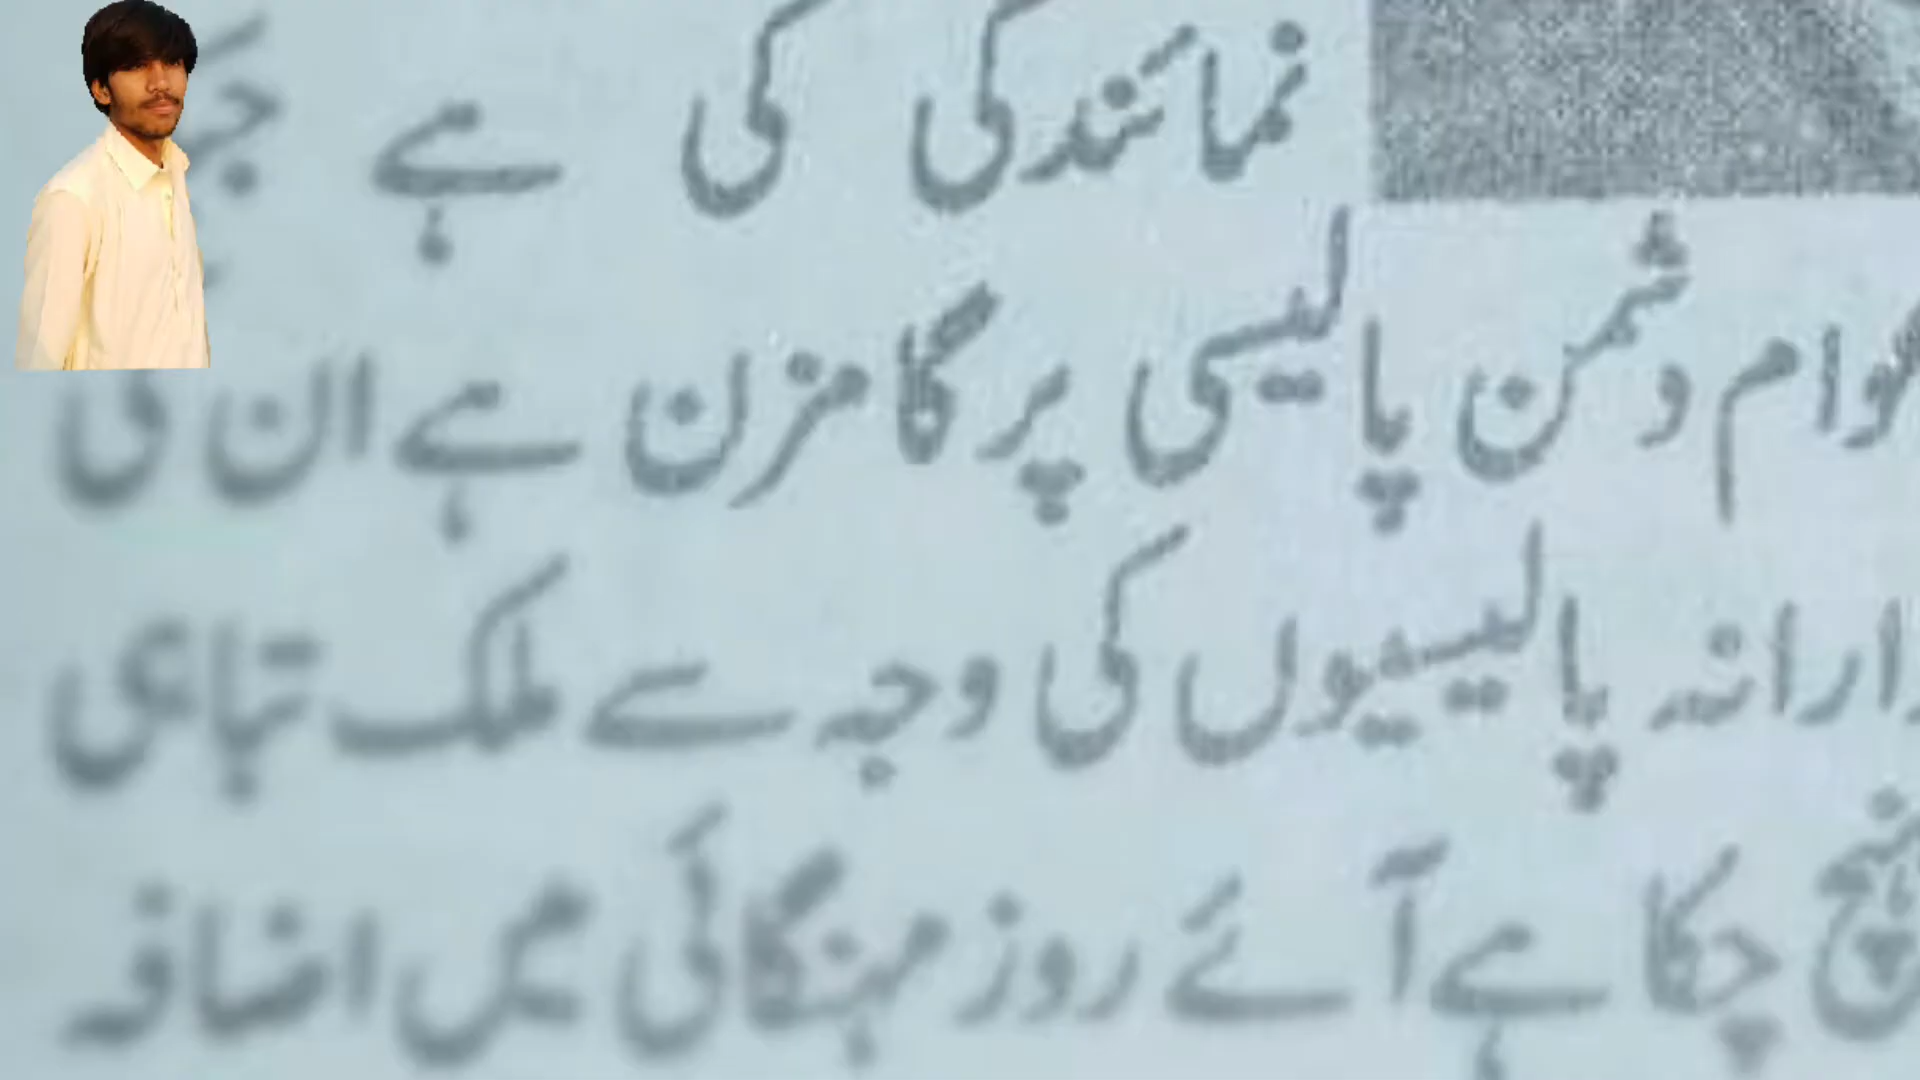 نمائندگی کی ہے
عوام دشمن پالیسی پر گامزن ہے ان کی
پالیسیوں کی وجہ سے ملک تباہی
پہنچ چکا ہے آئے روز مہنگائی میں اضافہ